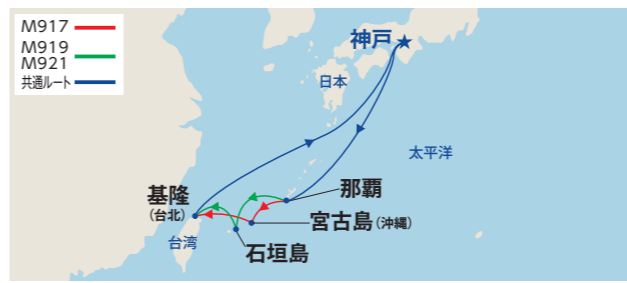 M917
M919
M921
共通ルート
神戸★
日本
太平洋
那覇
基隆
(台北)
宮古島(沖縄)
台湾
石垣島